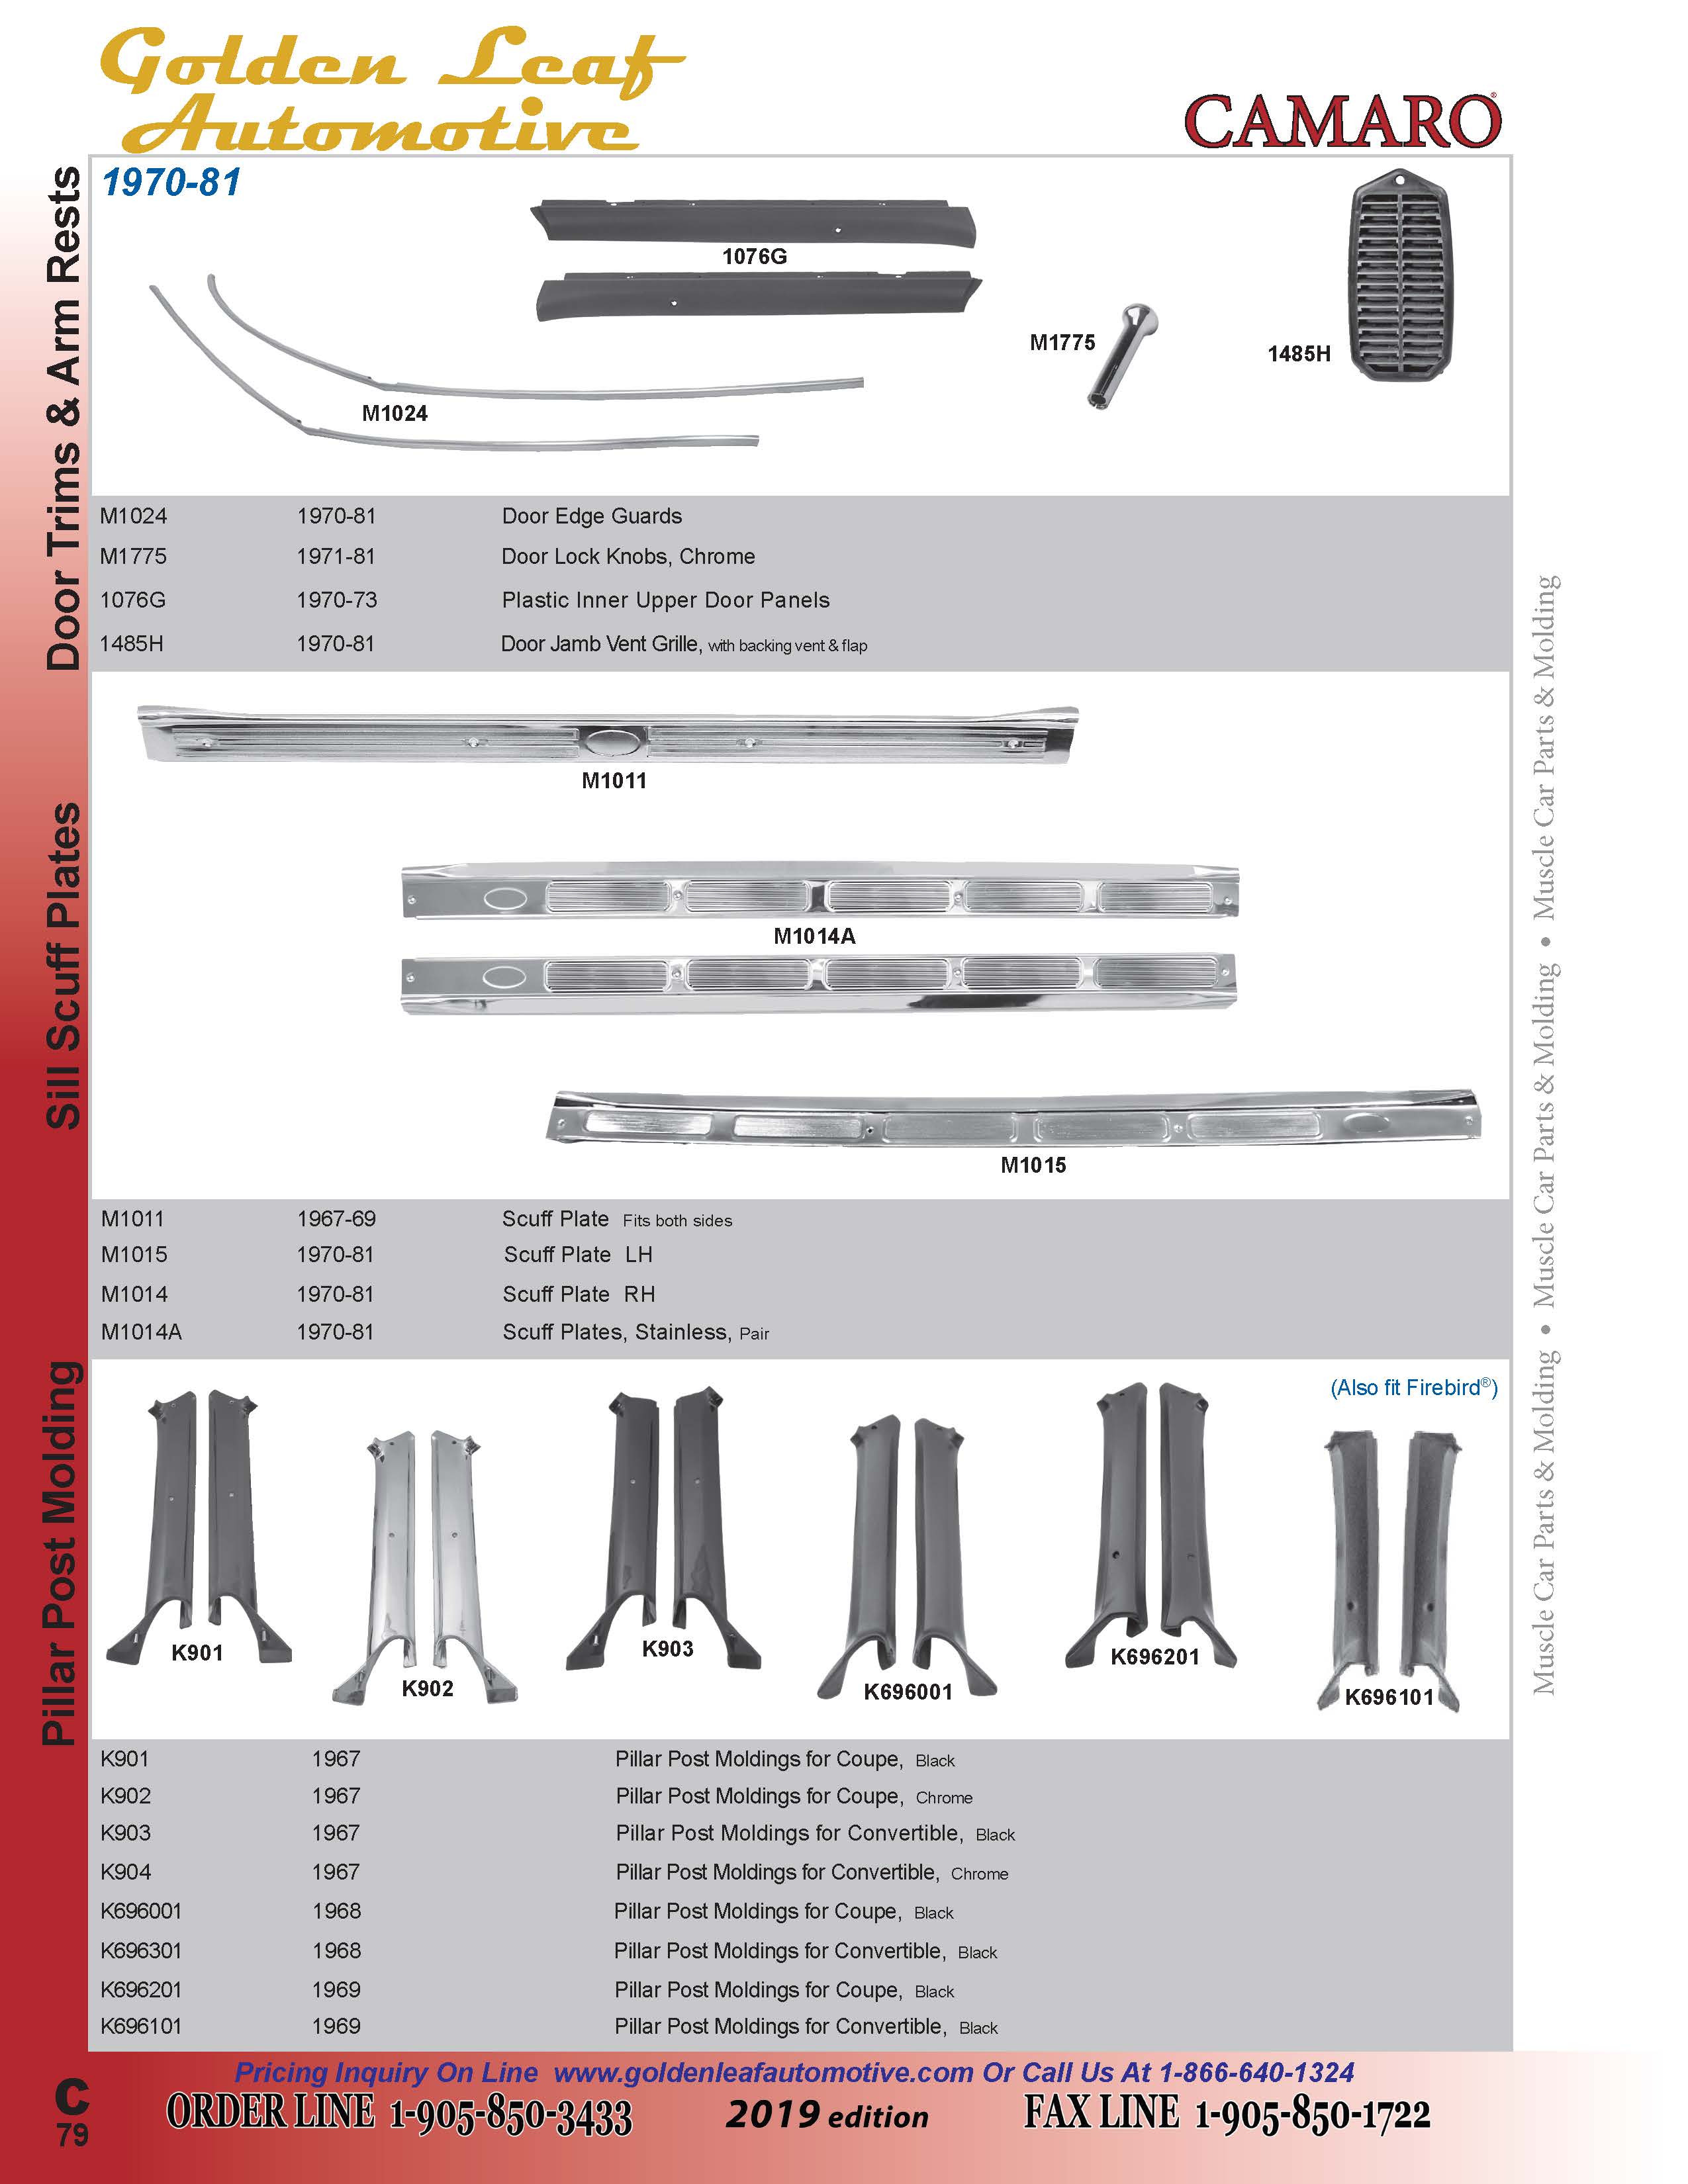 Golden Leaf
Automotive
CAMARO®
1970-81
Door Trims & Arm Rests
1076G
M1775
1485H
M1024
M1024 1970-81 Door Edge Guards
M1775 1971-81 Door Lock Knobs, Chrome
1076G 1970-73 Plastic Inner Upper Door Panels
1485H 1970-81 Door Jamb Vent Grille, with backing vent & flap
Sill Scuff Plates
M1011
M1014A
M1015
M1011 1967-69 Scuff Plate Fits both sides
M1015 1970-81 Scuff Plate LH
M1014 1970-81 Scuff Plate RH
M1014A 1970-81 Scuff Plates, Stainless, Pair
Pillar Post Molding
(Also fit Firebird®)
K901
K902
K903
K696001
K696201
K696101
K901 1967 Pillar Post Moldings for Coupe, Black
K902 1967 Pillar Post Moldings for Coupe, Chrome
K903 1967 Pillar Post Moldings for Convertible, Black
K904 1967 Pillar Post Moldings for Convertible, Chrome
K696001 1968 Pillar Post Moldings for Coupe, Black
K696301 1968 Pillar Post Moldings for Convertible, Black
K696201 1969 Pillar Post Moldings for Coupe, Black
K696101 1969 Pillar Post Moldings for Convertible, Black
Muscle Car Parts & Molding • Muscle Car Parts & Molding • Muscle Car Parts & Molding
Pricing Inquiry On Line www.goldenleafautomotive.com Or Call Us At 1-866-640-1324
ORDER LINE 1-905-850-3433 2019 edition FAX LINE 1-905-850-1722
C
79